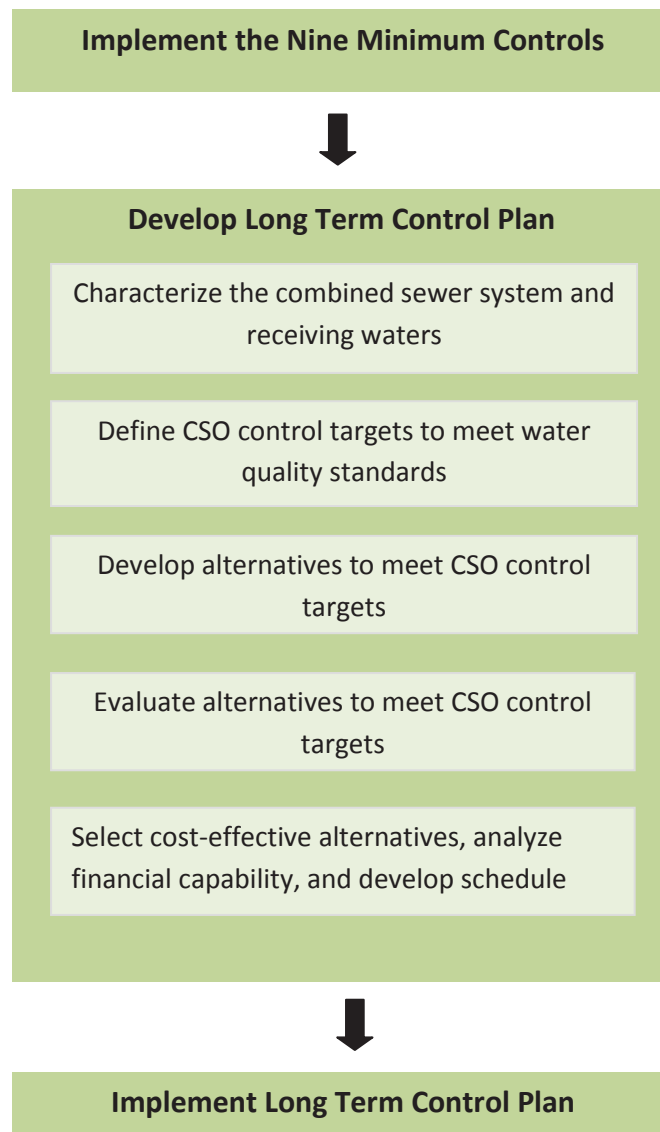 Implement the Nine Minimum Controls
Develop Long Term Control Plan
Characterize the combined sewer system and
receiving waters
Define CSO control targets to meet water
quality standards
Develop alternatives to meet CSO control
targets
Evaluate alternatives to meet CSO control
targets
Select cost-effective alternatives, analyze
financial capability, and develop schedule
Implement Long Term Control Plan